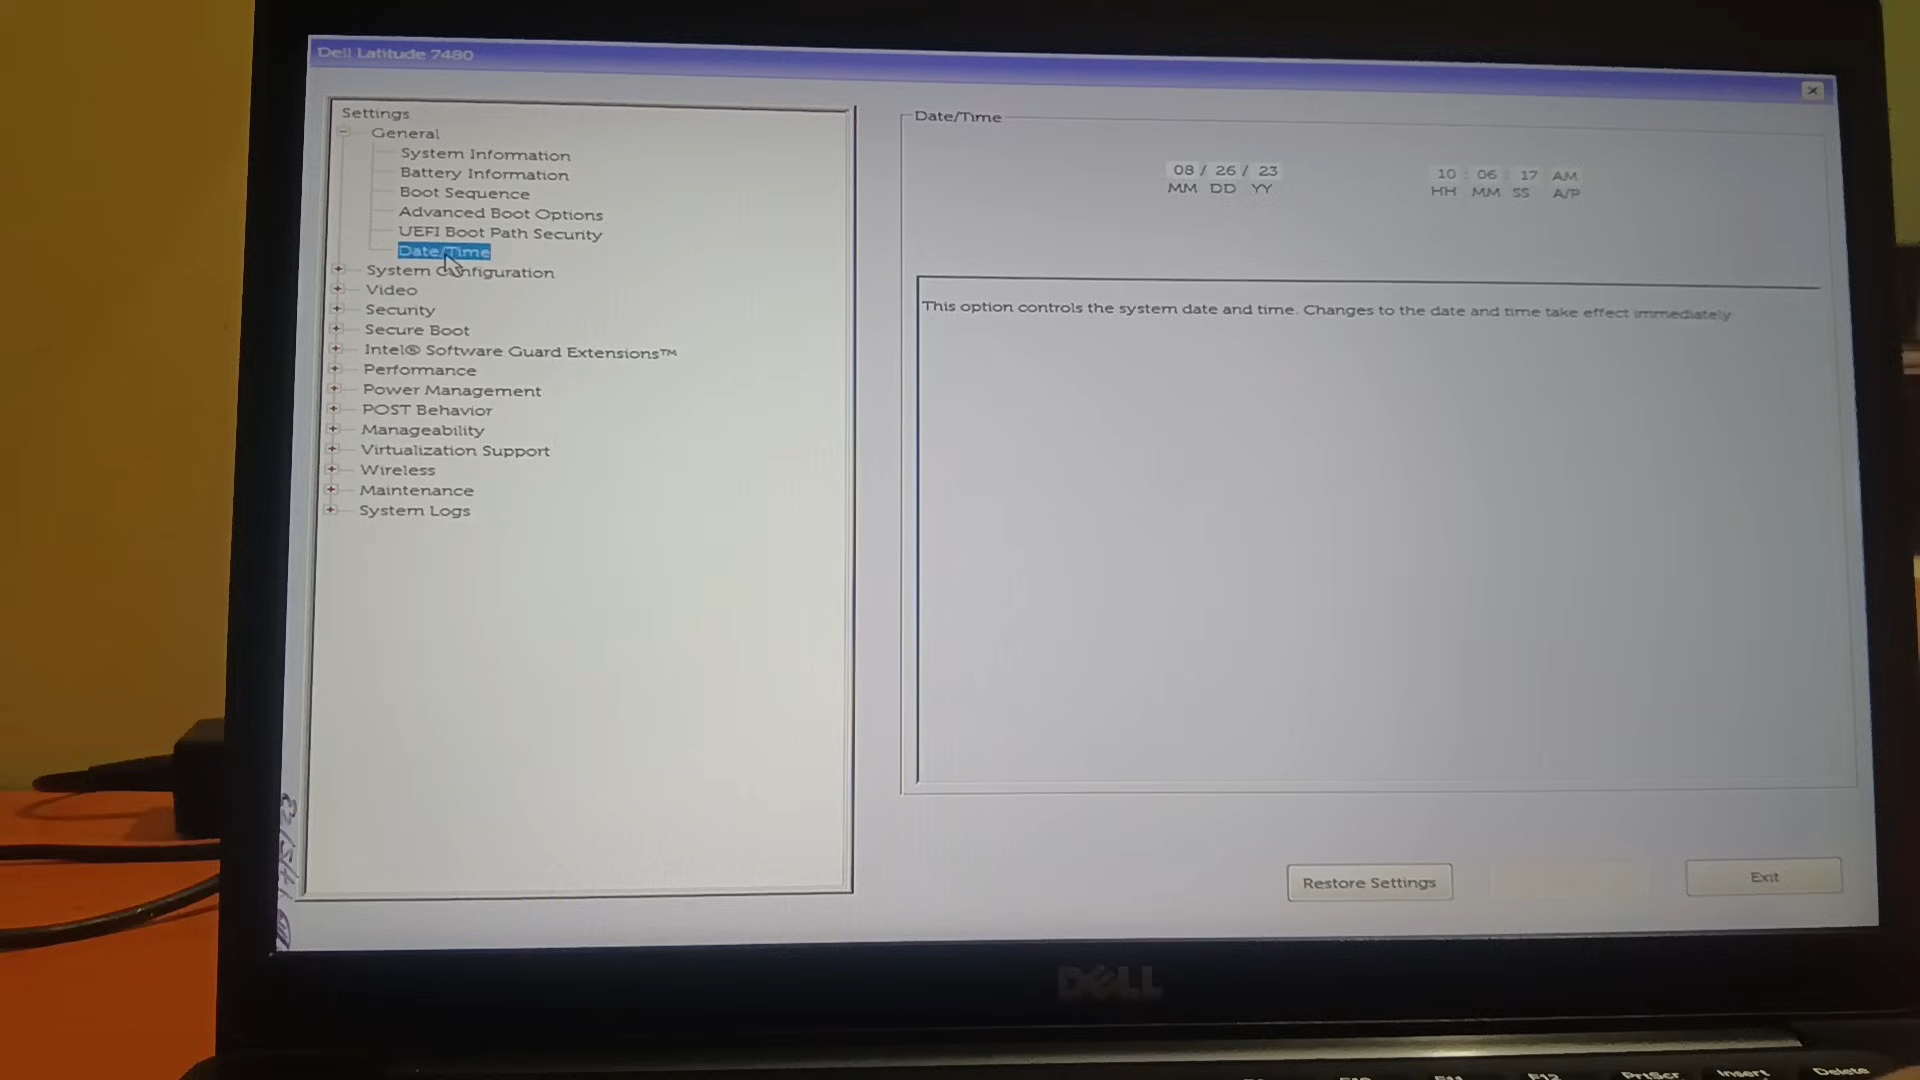 Dell Latitude 7480
Settings
General
System Information
Battery Information
Boot Sequence
Advanced Boot Options
UEFI Boot Path Security
Date/Time
System Configuration
Video
Security
Secure Boot
Intel® Software Guard Extensions™
Performance
Power Management
POST Behavior
Manageability
Virtualization Support
Wireless
Maintenance
System Logs
Date/Time
08 / 26 / 23
MM DD YY
10 : 06 : 17 AM
HH MM SS A/P
This option controls the system date and time. Changes to the date and time take effect immediately
Restore Settings
Exit
DELL
F12 PrtScr Insert Delete